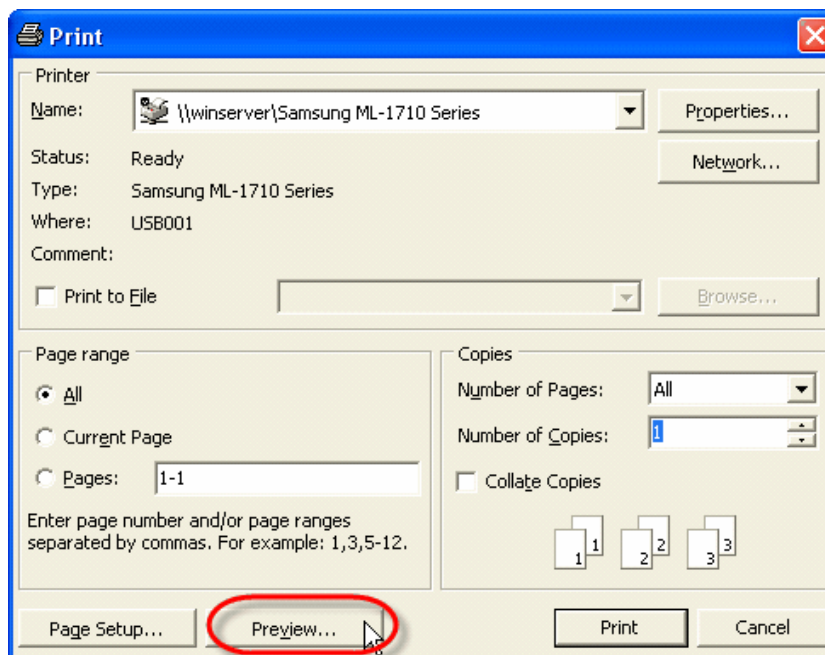 Print
Printer
Name: \\winserver\Samsung ML-1710 Series Properties...
Status: Ready Network...
Type: Samsung ML-1710 Series
Where: USB001
Comment:
Print to File Browse...
Page range
All
Current Page
Pages: 1-1
Enter page number and/or page ranges
separated by commas. For example: 1,3,5-12.
Copies
Number of Pages: All
Number of Copies: 1
Collate Copies
1 1 2 2 3 3
Page Setup... Preview... Print Cancel